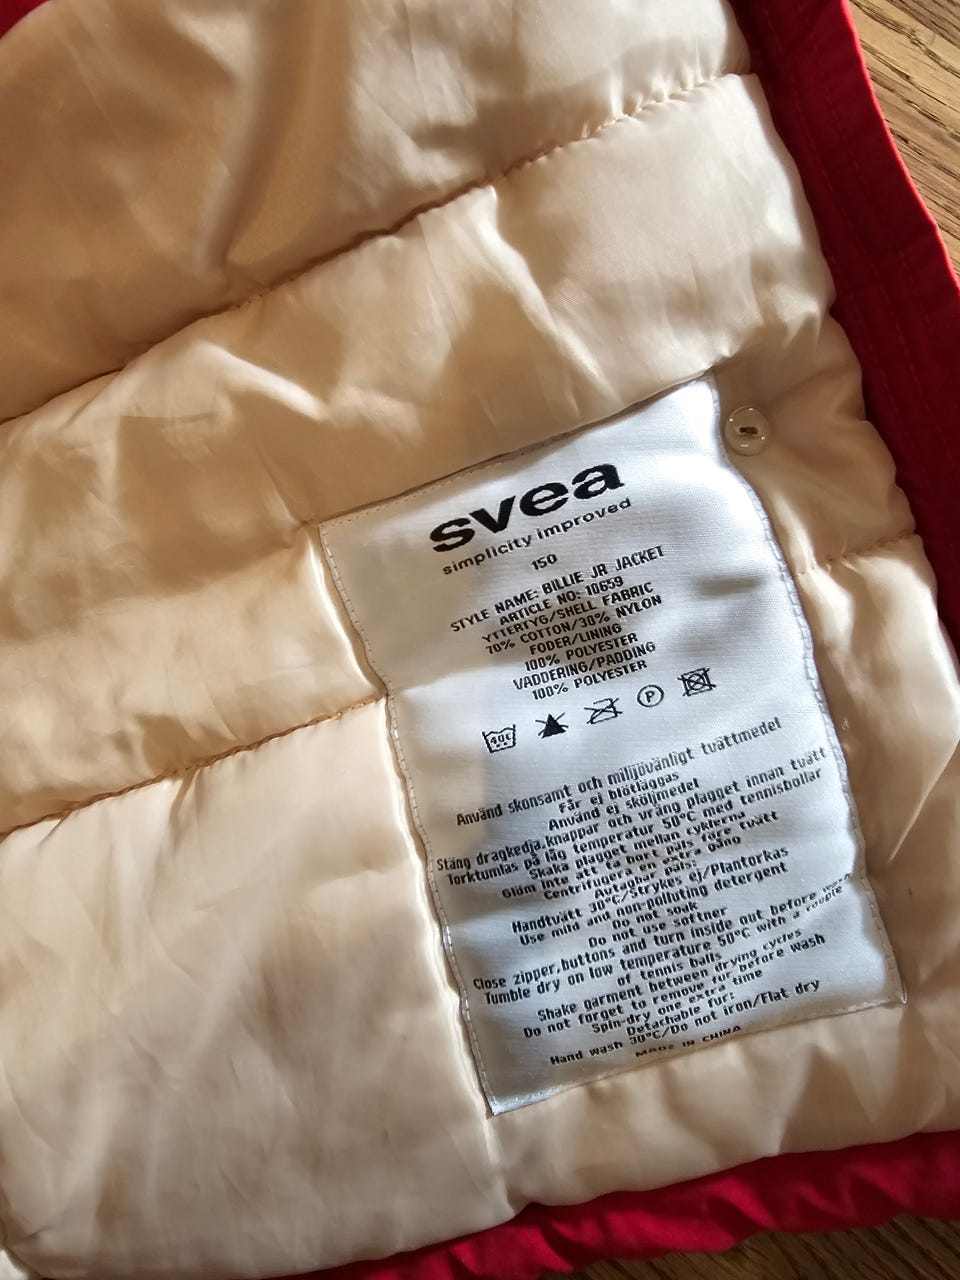 svea
simplicity improved
150
STYLE NAME: BILLIE JR JACKET
ARTICLE NO: 10659
YTTERTYG/SHELL FABRIC
70% COTTON/30% NYLON
FODER/LINING
100% POLYESTER
VADDERING/PADDING
100% POLYESTER
40C P
Använd skonsamt och miljövänligt tvättmedel
Får ej blötläggas
Använd ej sköljmedel
Stäng dragkedja,knappar och vräng plagget innan tvätt
Torktumlas på låg temperatur 50°C med tennisbollar
Skaka plagget mellan cyklerna
Glöm inte att ta bort päls före tvätt
Centrifugera en extra gång
Avtagbar päls:
Handtvätt 30°C/Strykes ej/Plantorkas
Use mild and non-polluting detergent
Do not soak
Do not use softner
Close zipper,buttons and turn inside out before wash
Tumble dry on low temperature 50°C with a couple
of tennis balls
Shake garment between drying cycles
Do not forget to remove fur before wash
Spin-dry one extra time
Detachable fur:
Hand wash 30°C/Do not iron/Flat dry
MADE IN CHINA